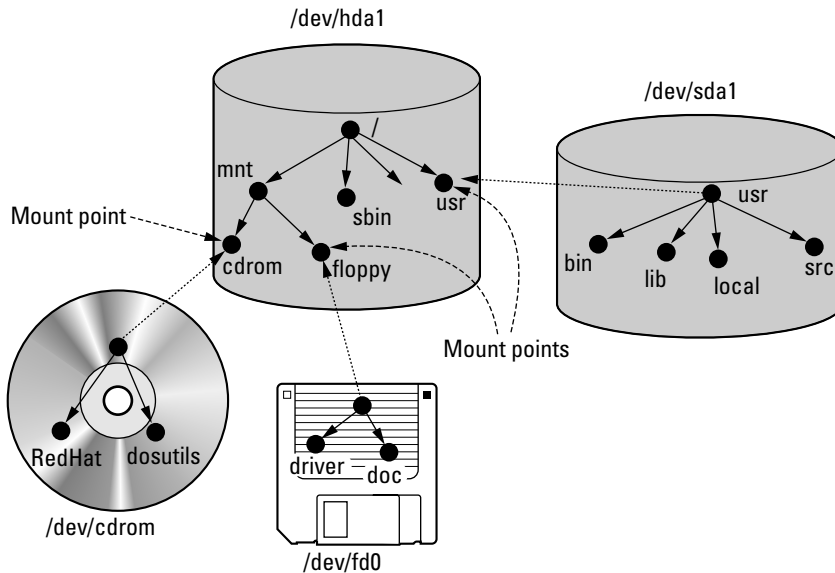 /dev/hda1
/dev/sda1
/
mnt
usr
sbin
usr
Mount point
cdrom
floppy
bin
lib
local
src
Mount points
RedHat
dosutils
driver
doc
/dev/cdrom
/dev/fd0